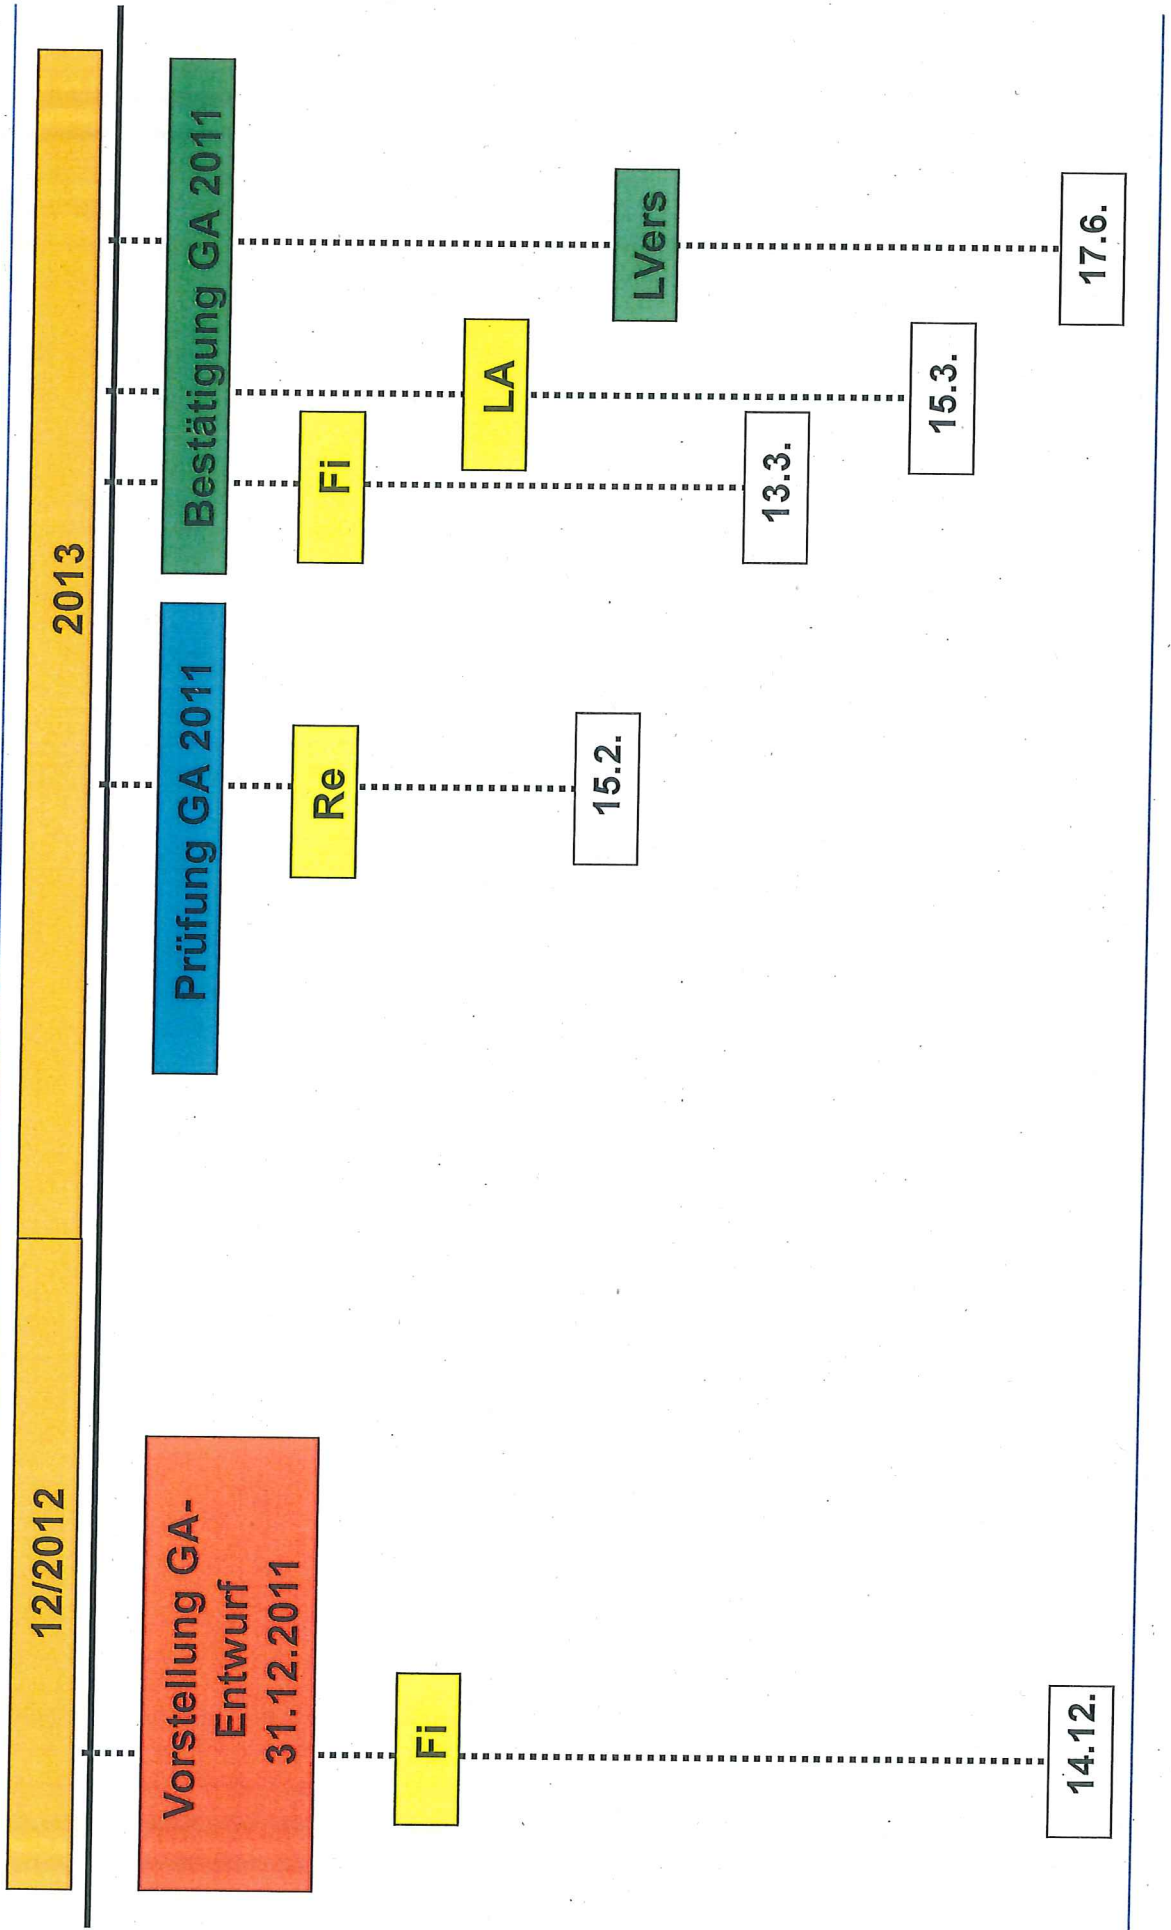 12/2012
2013
Vorstellung GA-
Entwurf
31.12.2011
Prüfung GA 2011
Bestätigung GA 2011
Fi
Re
Fi
LA
LVers
14.12.
15.2.
13.3.
15.3.
17.6.